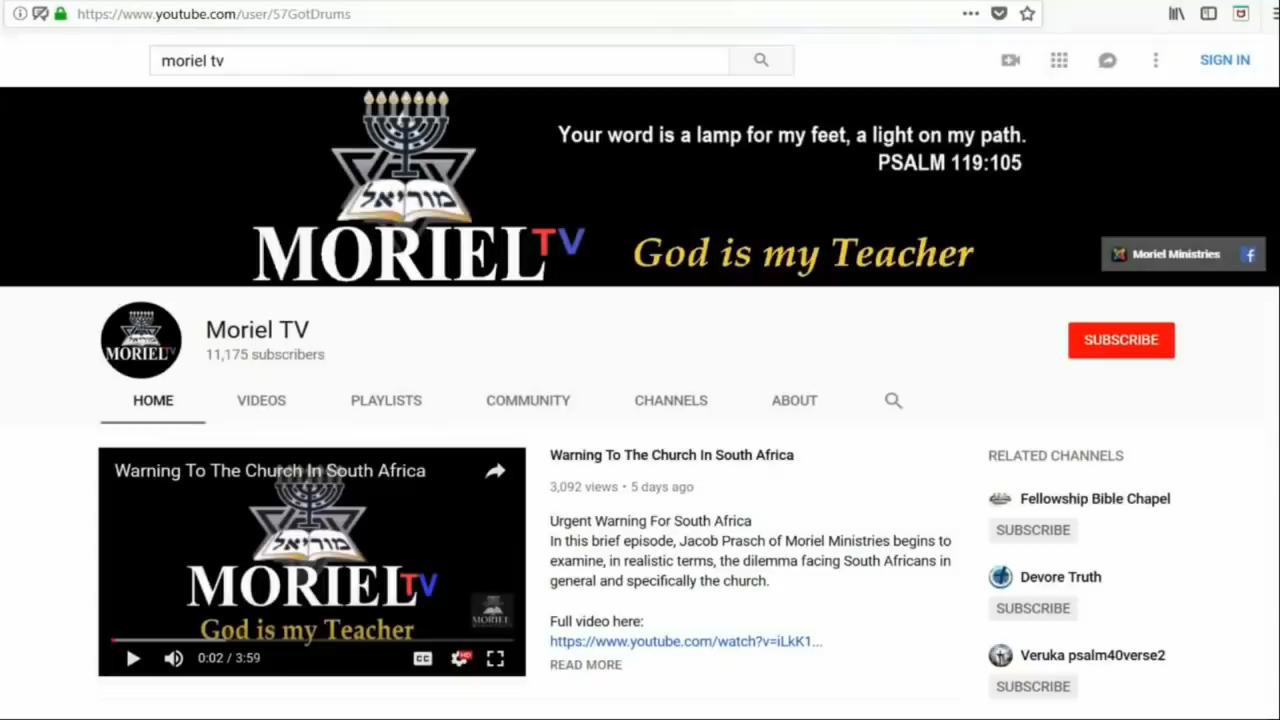 https://www.youtube.com/user/57GotDrums
moriel tv
SIGN IN
Your word is a lamp for my feet, a light on my path.
PSALM 119:105
מוריאל
MORIELTV
God is my Teacher
Moriel Ministries
MORIELTV
Moriel TV
11,175 subscribers
SUBSCRIBE
HOME
VIDEOS
PLAYLISTS
COMMUNITY
CHANNELS
ABOUT
Warning To The Church In South Africa
מוריאל
MORIELTV
God is my Teacher
MORIEL
0:02 / 3:59
CC
HD
Warning To The Church In South Africa
3,092 views • 5 days ago
Urgent Warning For South Africa
In this brief episode, Jacob Prasch of Moriel Ministries begins to
examine, in realistic terms, the dilemma facing South Africans in
general and specifically the church.
Full video here:
https://www.youtube.com/watch?v=iLkK1...
READ MORE
RELATED CHANNELS
Fellowship Bible Chapel
SUBSCRIBE
Devore Truth
SUBSCRIBE
Veruka psalm40verse2
SUBSCRIBE